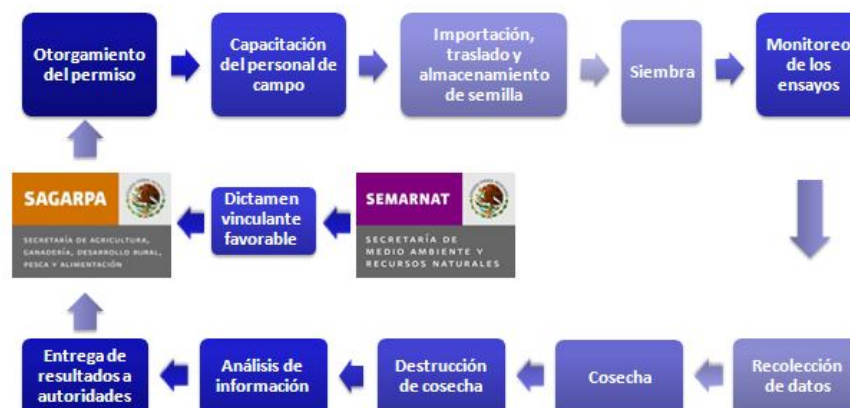 Otorgamiento
del permiso
Capacitación
del personal de
campo
Importación,
traslado y
almacenamiento
de semilla
Siembra
Monitoreo
de los
ensayos
SAGARPA
SECRETARÍA DE AGRICULTURA,
GANADERÍA, DESARROLLO RURAL,
PESCA Y ALIMENTACIÓN
Dictamen
vinculante
favorable
SEMARNAT
SECRETARÍA DE
MEDIO AMBIENTE Y
RECURSOS NATURALES
Entrega de
resultados a
autoridades
Análisis de
información
Destrucción
de cosecha
Cosecha
Recolección
de datos